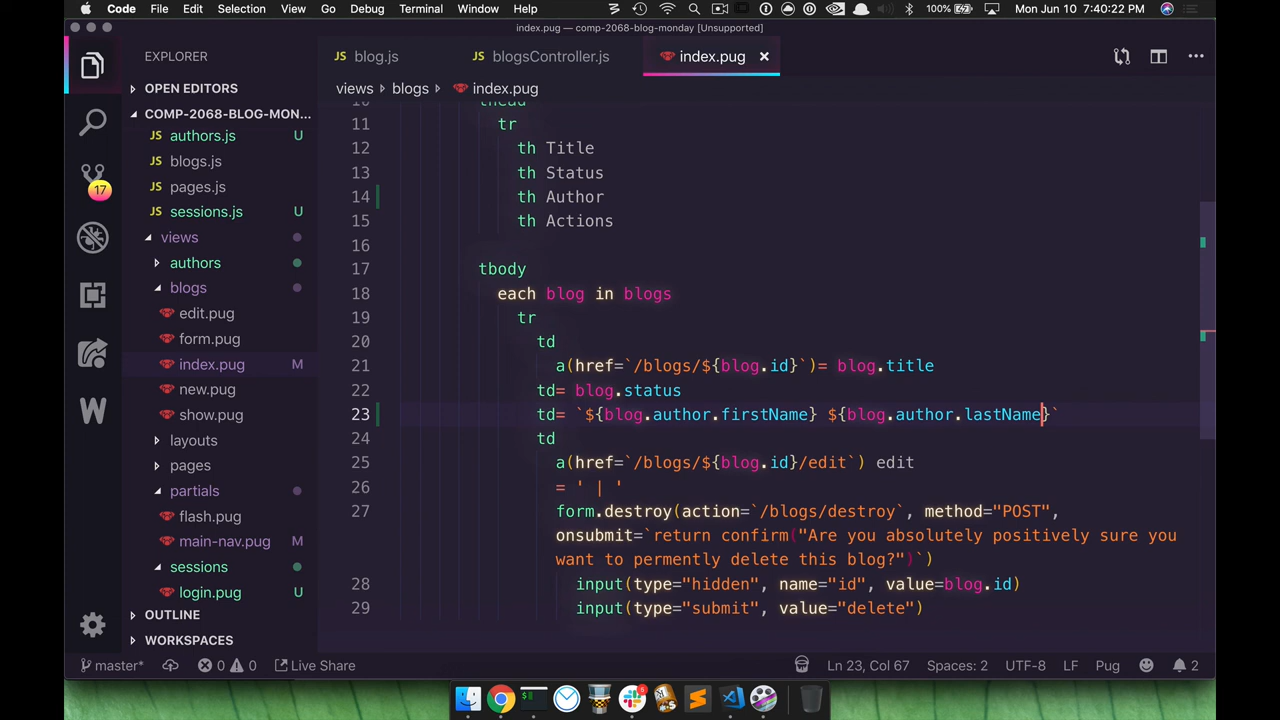 Code File Edit Selection View Go Debug Terminal Window Help 100% Mon Jun 10 7:40:22 PM
index.pug — comp-2068-blog-monday [Unsupported]
EXPLORER
JS blog.js JS blogsController.js index.pug
OPEN EDITORS
views blogs index.pug
COMP-2068-BLOG-MON...
JS authors.js U
JS blogs.js
17
JS pages.js
JS sessions.js U
views
authors
blogs
edit.pug
form.pug
index.pug M
new.pug
show.pug
layouts
pages
partials
flash.pug
main-nav.pug M
sessions
login.pug U
OUTLINE
WORKSPACES
10 thead
11 tr
12 th Title
13 th Status
14 th Author
15 th Actions
16
17 tbody
18 each blog in blogs
19 tr
20 td
21 a(href=`/blogs/${blog.id}`)= blog.title
22 td= blog.status
23 td= `${blog.author.firstName} ${blog.author.lastName}`
24 td
25 a(href=`/blogs/${blog.id}/edit`) edit
26 = ' | '
27 form.destroy(action=`/blogs/destroy`, method="POST",
onsubmit=`return confirm("Are you absolutely positively sure you
want to permently delete this blog?")`)
28 input(type="hidden", name="id", value=blog.id)
29 input(type="submit", value="delete")
master* 0 0 Live Share Ln 23, Col 67 Spaces: 2 UTF-8 LF Pug 2